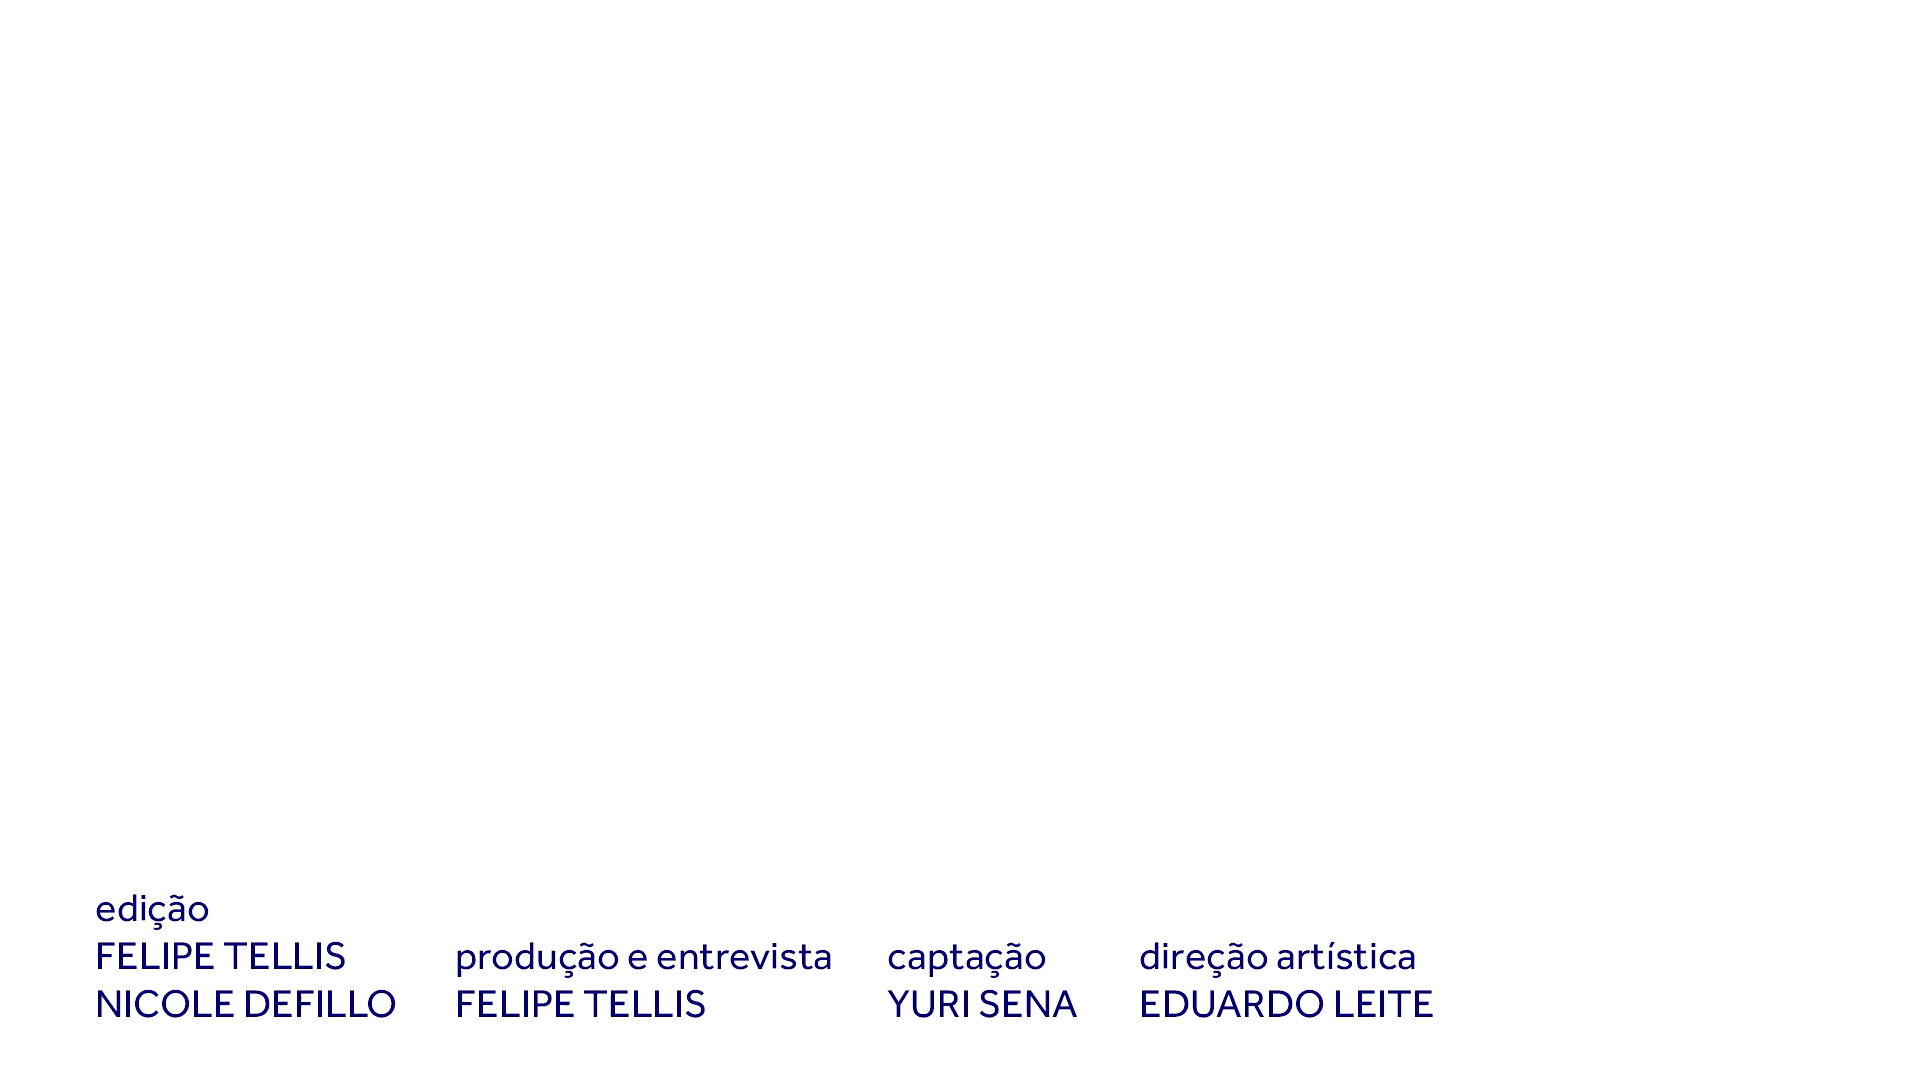 edição
FELIPE TELLIS
NICOLE DEFILLO
produção e entrevista
FELIPE TELLIS
captação
YURI SENA
direção artística
EDUARDO LEITE